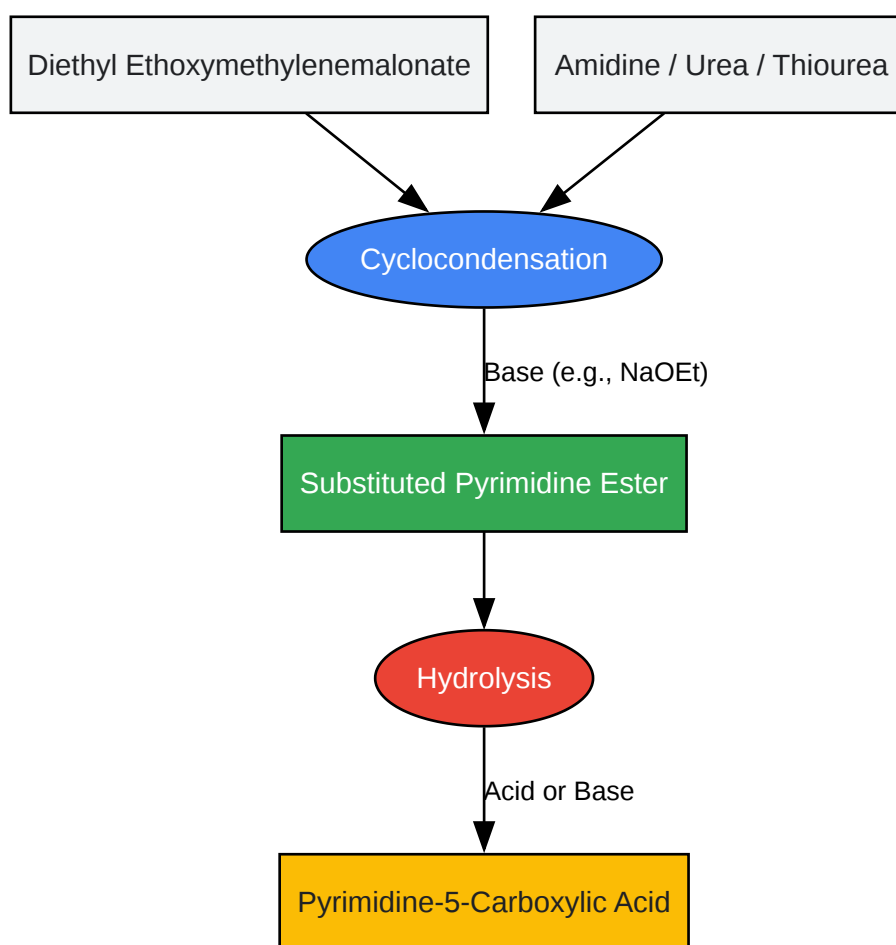 Diethyl Ethoxymethylenemalonate
Amidine / Urea / Thiourea
Cyclocondensation
Base (e.g., NaOEt)
Substituted Pyrimidine Ester
Hydrolysis
Acid or Base
Pyrimidine-5-Carboxylic Acid